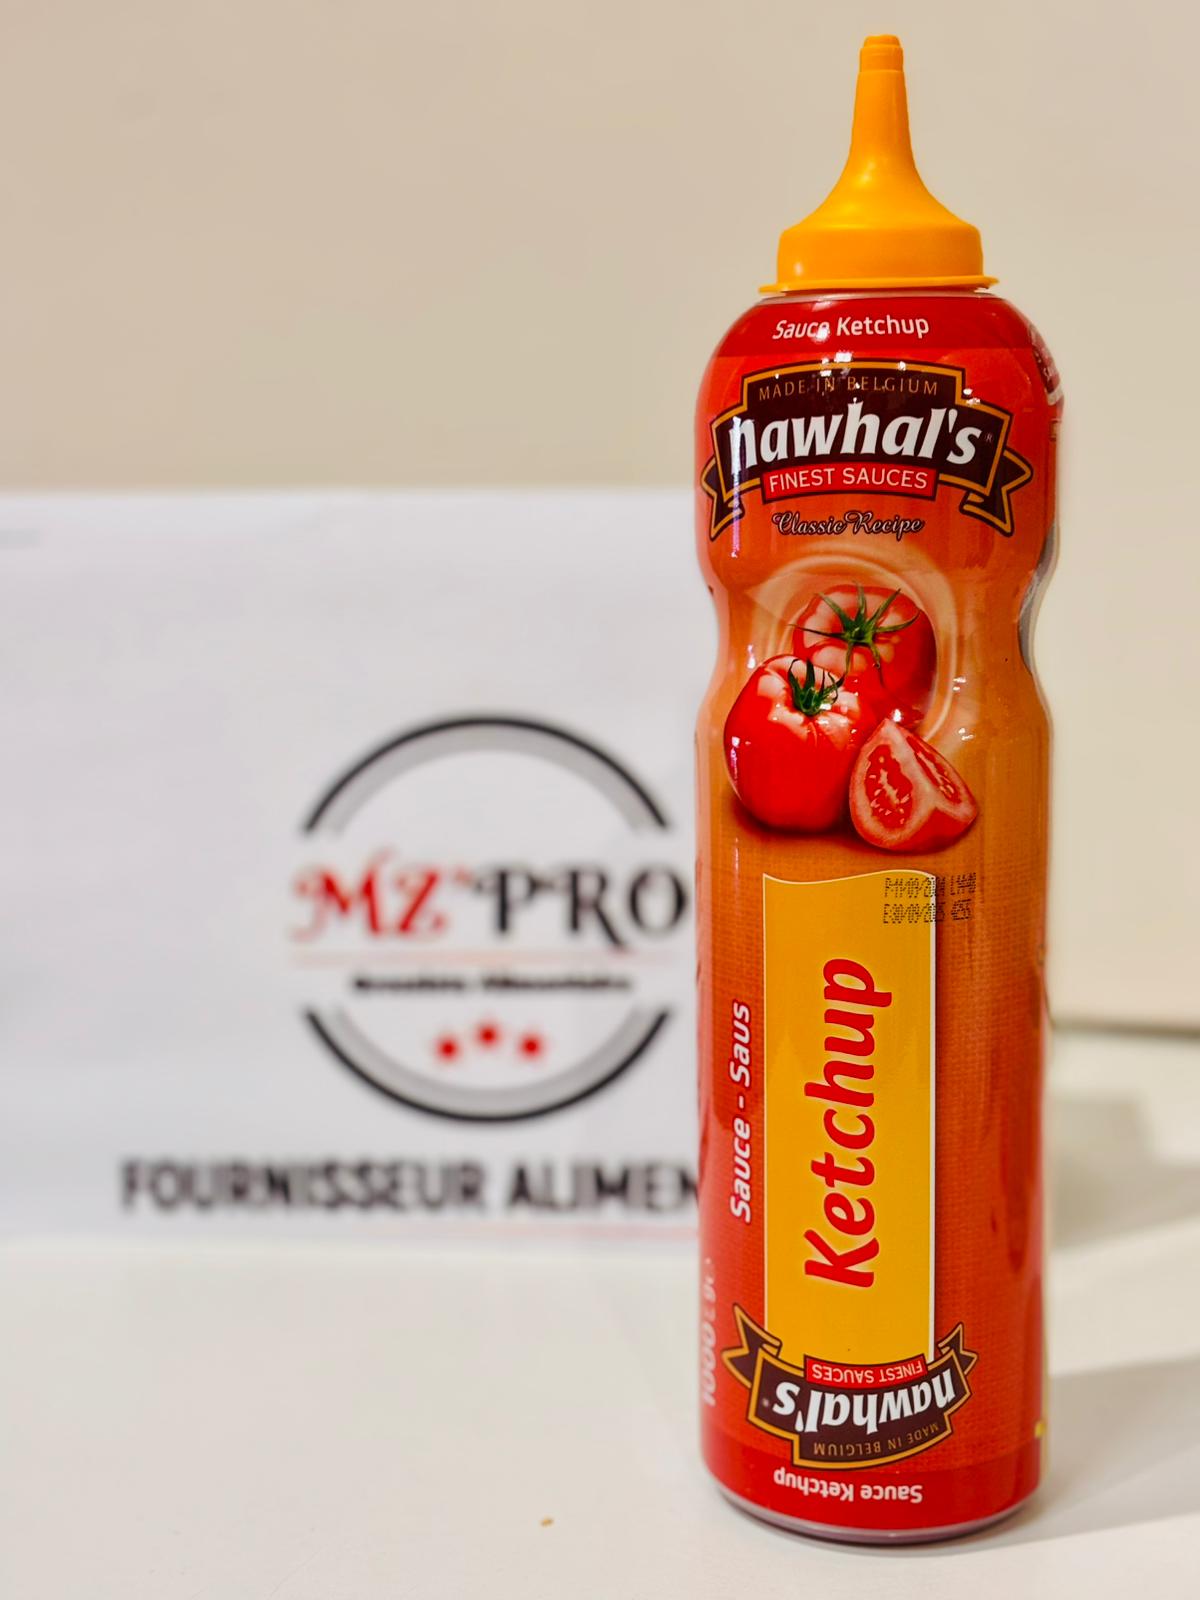 Sauce Ketchup
MADE IN BELGIUM
nawhal's®
FINEST SAUCES
Classic Recipe
MZ PRO
FOURNISSEUR ALIMEN
Sauce - Saus
Ketchup
nawhal's®
FINEST SAUCES
MADE IN BELGIUM
Sauce Ketchup